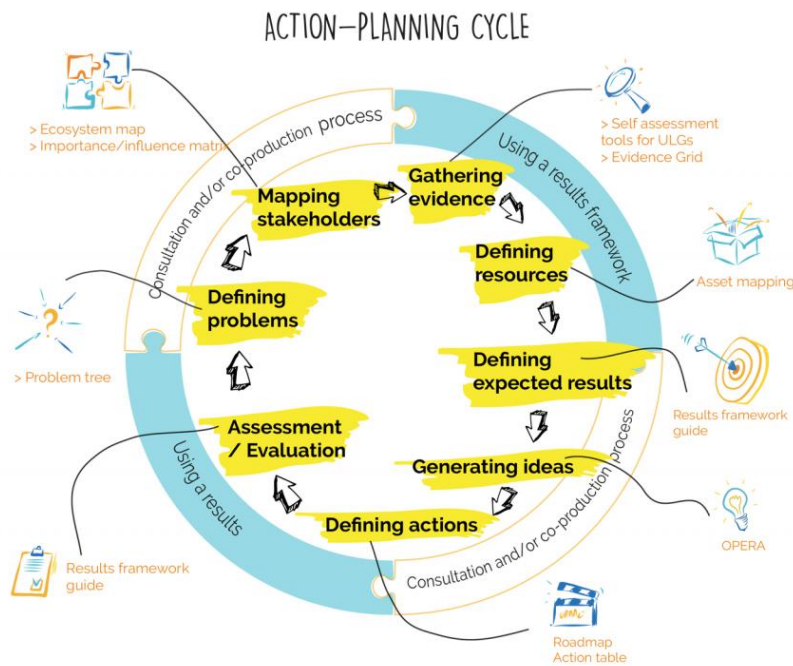 ACTION-PLANNING CYCLE
> Ecosystem map
> Importance/influence matrix
> Self assessment
tools for ULGs
> Evidence Grid
Consultation and/or co-production process
Using a results framework
Mapping
stakeholders
Gathering
evidence
Defining
resources
Asset mapping
Defining
problems
> Problem tree
Defining
expected results
Results framework
guide
Assessment
/ Evaluation
Generating ideas
OPERA
Defining actions
Using a results
Consultation and/or co-production process
Results framework
guide
Roadmap
Action table